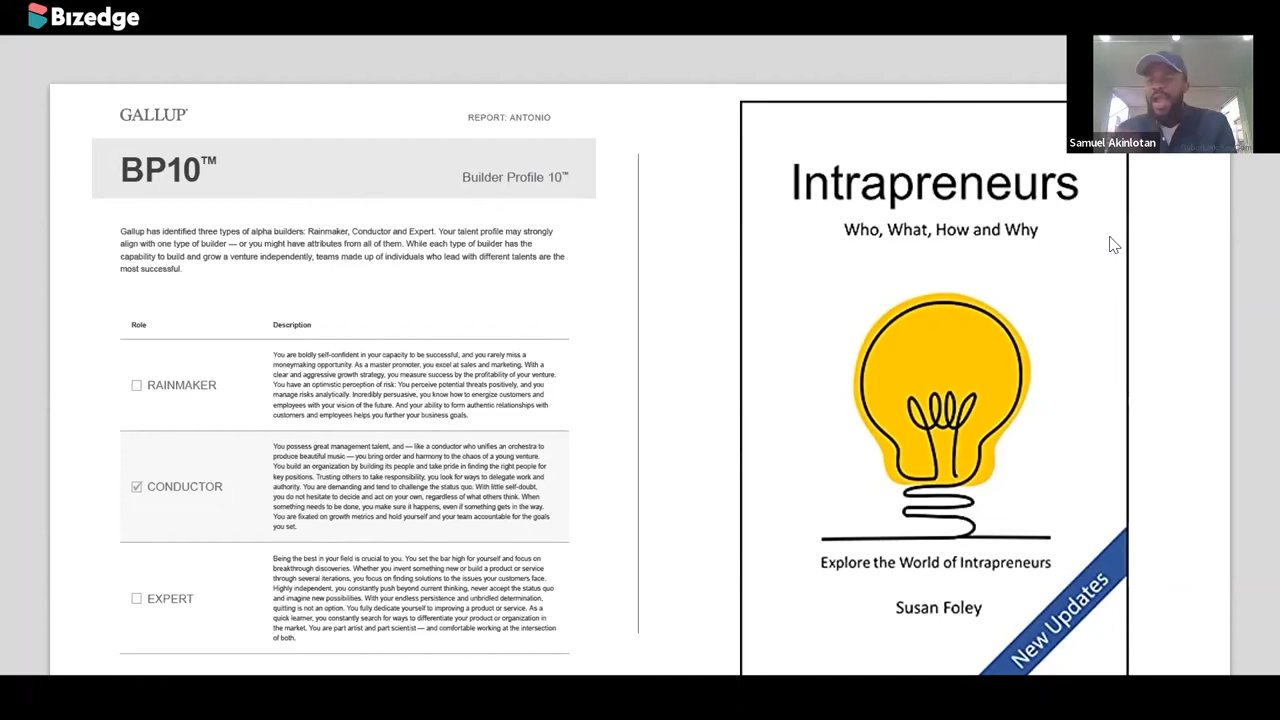 Bizedge
GALLUP®
REPORT: ANTONIO
BP10™
Builder Profile 10™
Gallup has identified three types of alpha builders: Rainmaker, Conductor and Expert. Your talent profile may strongly
align with one type of builder — or you might have attributes from all of them. While each type of builder has the
capability to build and grow a venture independently, teams made up of individuals who lead with different talents are the
most successful.
Role
Description
RAINMAKER
You are boldly self-confident in your capacity to be successful, and you rarely miss a
moneymaking opportunity. As a master promoter, you excel at sales and marketing. With a
clear and aggressive growth strategy, you measure success by the profitability of your venture.
You have an optimistic perception of risk: You perceive potential threats positively, and you
manage risks analytically. Incredibly persuasive, you know how to energize customers and
employees with your vision of the future. And your ability to form authentic relationships with
customers and employees helps you further your business goals.
CONDUCTOR
You possess great management talent, and — like a conductor who unifies an orchestra to
produce beautiful music — you bring order and harmony to the chaos of a young venture.
You build an organization by building its people and take pride in finding the right people for
key positions. Trusting others to take responsibility, you look for ways to delegate work and
authority. You are demanding and tend to challenge the status quo. With little self-doubt,
you do not hesitate to decide and act on your own, regardless of what others think. When
something needs to be done, you make sure it happens, even if something gets in the way.
You are fixated on growth metrics and hold yourself and your team accountable for the goals
you set.
EXPERT
Being the best in your field is crucial to you. You set the bar high for yourself and focus on
breakthrough discoveries. Whether you invent something new or build a product or service
through several iterations, you focus on finding solutions to the issues your customers face.
Highly independent, you constantly push beyond current thinking, never accept the status quo
and imagine new possibilities. With your endless persistence and unbridled determination,
quitting is not an option. You fully dedicate yourself to improving a product or service. As a
quick learner, you constantly search for ways to differentiate your product or organization in
the market. You are part artist and part scientist — and comfortable working at the intersection
of both.
Intrapreneurs
Who, What, How and Why
Explore the World of Intrapreneurs
Susan Foley
New Updates
Samuel Akinlotan